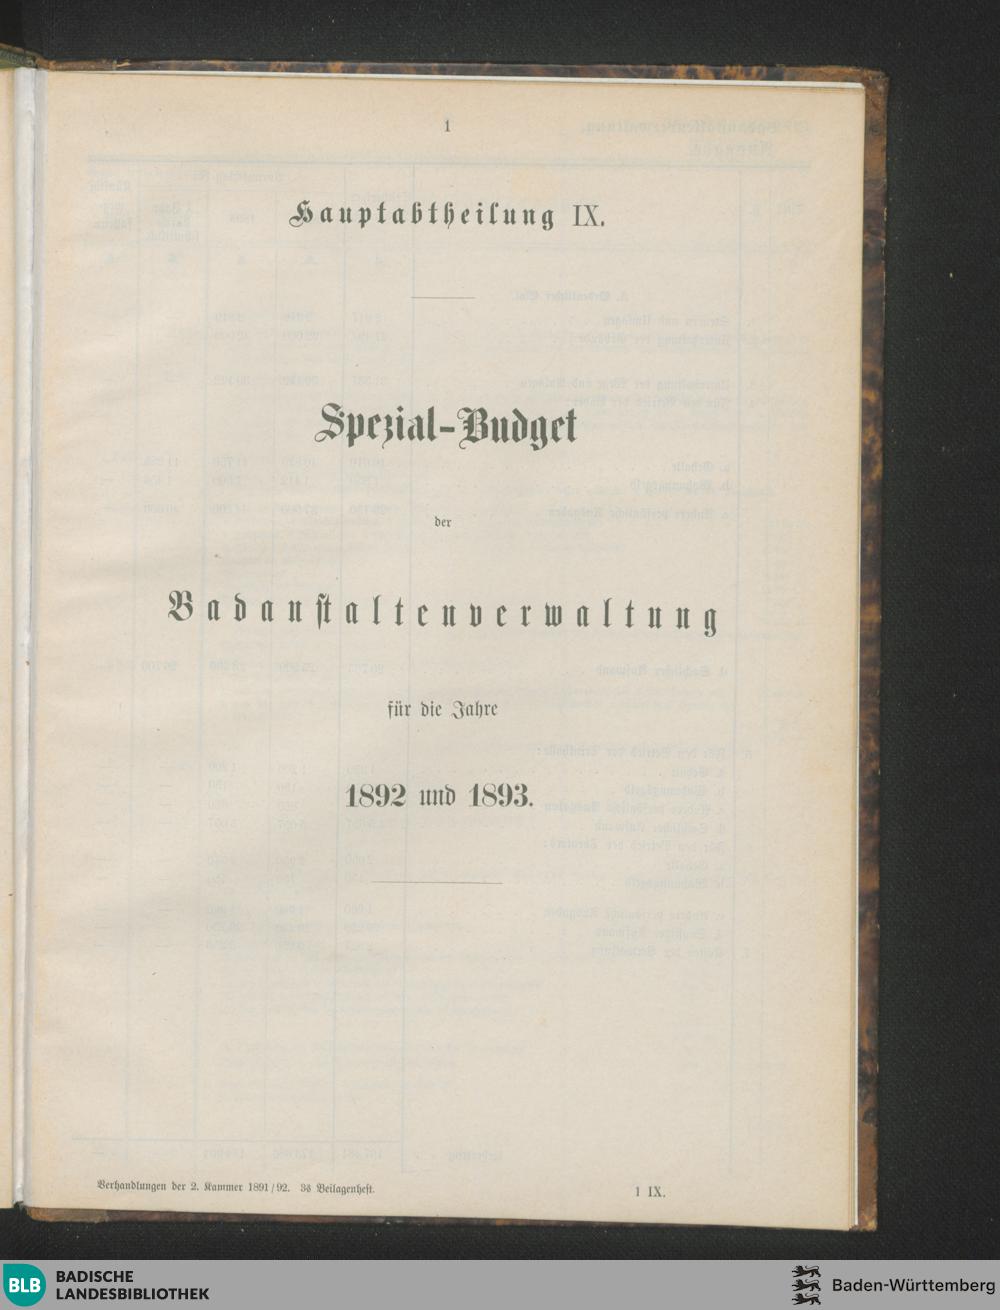 1
Hauptabtheilung IX.
Spezial-Budget
der
Badanstaltenverwaltung
für die Jahre
1892 und 1893.
Verhandlungen der 2. Kammer 1891/92. 3s Beilagenheft.
1 IX.
BLB
BADISCHE
LANDESBIBLIOTHEK
Baden-Württemberg